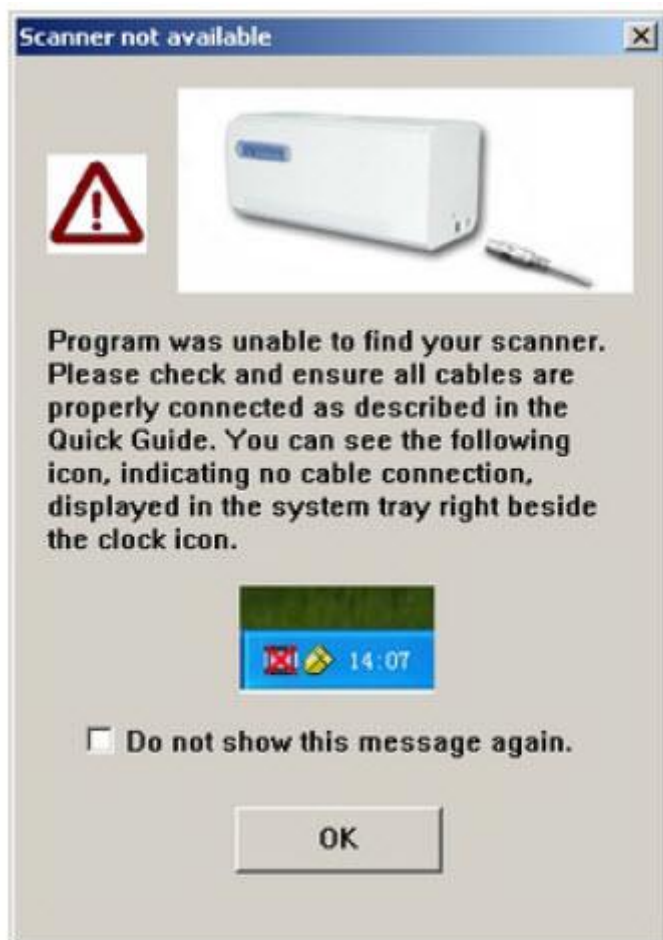 Scanner not available
Program was unable to find your scanner.
Please check and ensure all cables are
properly connected as described in the
Quick Guide. You can see the following
icon, indicating no cable connection,
displayed in the system tray right beside
the clock icon.
14:07
Do not show this message again.
OK